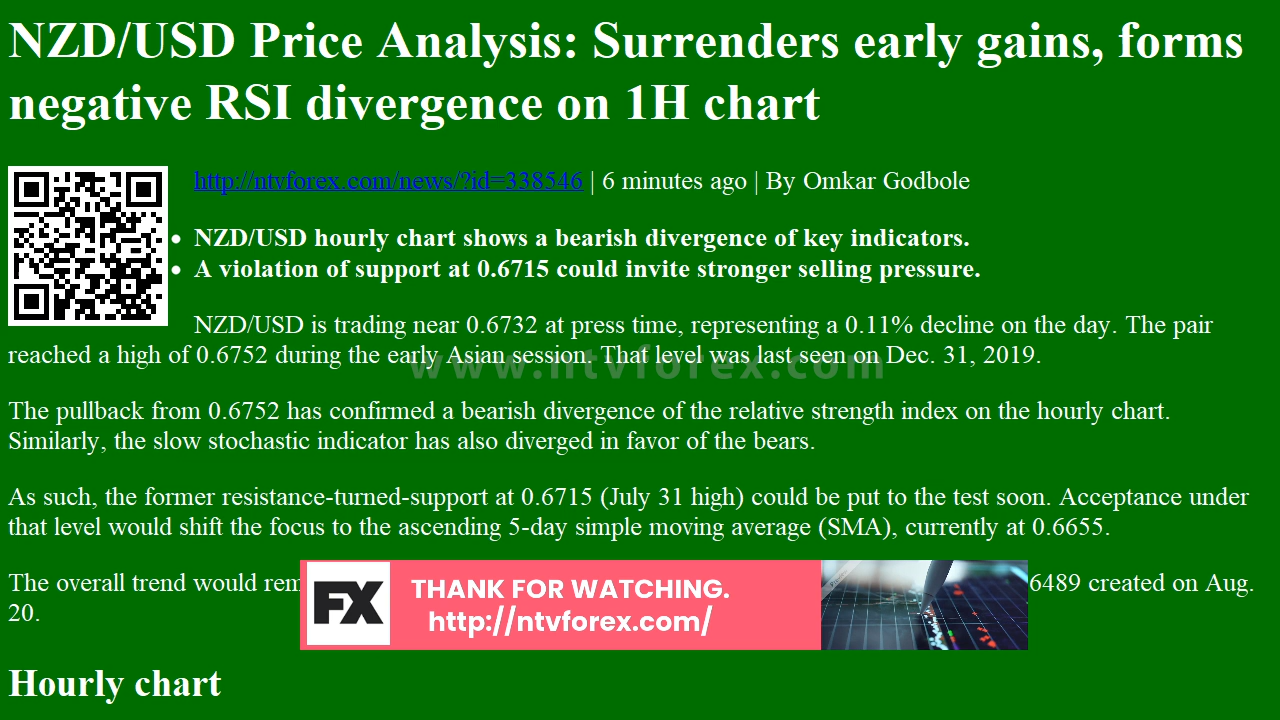 NZD/USD Price Analysis: Surrenders early gains, forms
negative RSI divergence on 1H chart
http://ntvforex.com/news/?id=338546 | 6 minutes ago | By Omkar Godbole
• NZD/USD hourly chart shows a bearish divergence of key indicators.
• A violation of support at 0.6715 could invite stronger selling pressure.
NZD/USD is trading near 0.6732 at press time, representing a 0.11% decline on the day. The pair
reached a high of 0.6752 during the early Asian session. That level was last seen on Dec. 31, 2019.
www.ntvforex.com
The pullback from 0.6752 has confirmed a bearish divergence of the relative strength index on the hourly chart.
Similarly, the slow stochastic indicator has also diverged in favor of the bears.
As such, the former resistance-turned-support at 0.6715 (July 31 high) could be put to the test soon. Acceptance under
that level would shift the focus to the ascending 5-day simple moving average (SMA), currently at 0.6655.
The overall trend would 6489 created on Aug.
20.
FX
THANK FOR WATCHING.
http://ntvforex.com/
Hourly chart